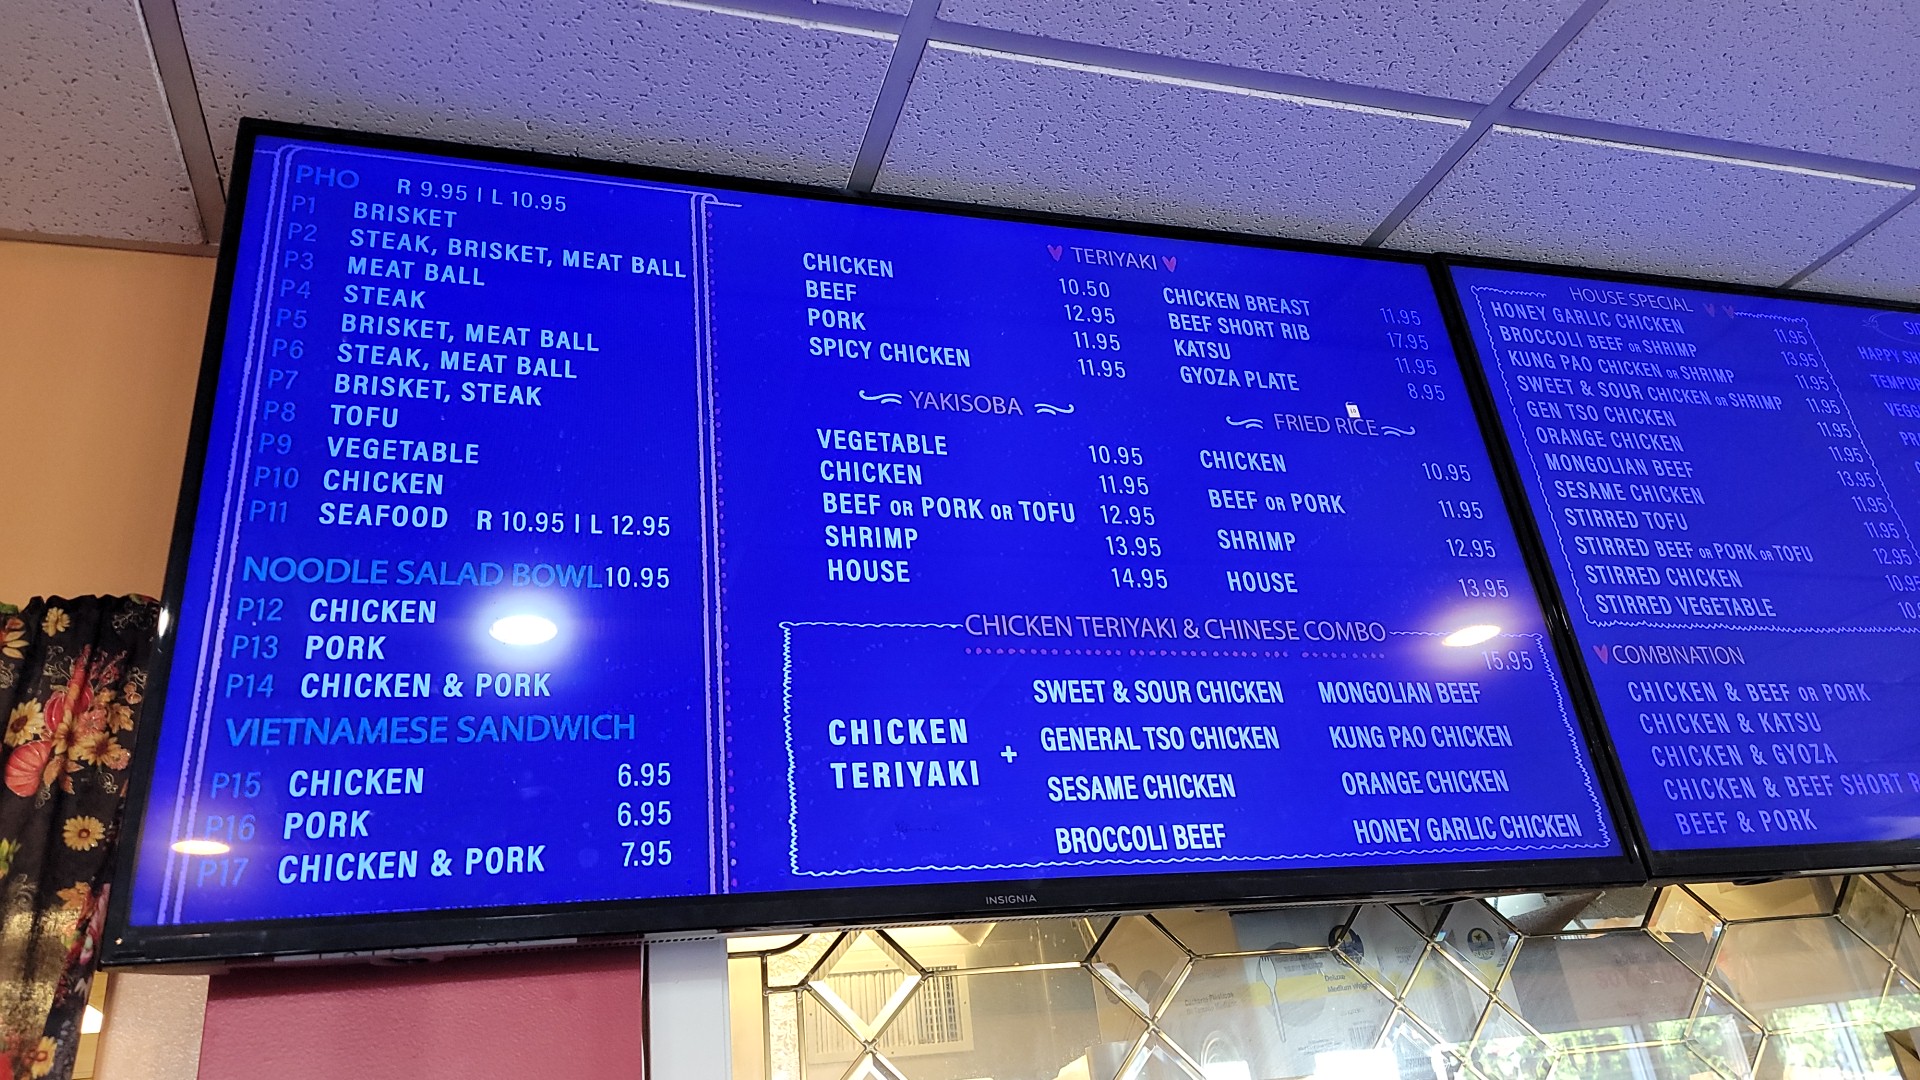 PHO R 9.95 | L 10.95
P1 BRISKET
P2 STEAK, BRISKET, MEAT BALL
P3 MEAT BALL
P4 STEAK
P5 BRISKET, MEAT BALL
P6 STEAK, MEAT BALL
P7 BRISKET, STEAK
P8 TOFU
P9 VEGETABLE
P10 CHICKEN
P11 SEAFOOD R 10.95 | L 12.95
NOODLE SALAD BOWL 10.95
P12 CHICKEN
P13 PORK
P14 CHICKEN & PORK
VIETNAMESE SANDWICH
P15 CHICKEN 6.95
P16 PORK 6.95
P17 CHICKEN & PORK 7.95
TERIYAKI
CHICKEN 10.50
BEEF 12.95
PORK 11.95
SPICY CHICKEN 11.95
CHICKEN BREAST 11.95
BEEF SHORT RIB 17.95
KATSU 11.95
GYOZA PLATE 8.95
YAKISOBA
VEGETABLE 10.95
CHICKEN 11.95
BEEF OR PORK OR TOFU 12.95
SHRIMP 13.95
HOUSE 14.95
FRIED RICE
CHICKEN 10.95
BEEF OR PORK 11.95
SHRIMP 12.95
HOUSE 13.95
CHICKEN TERIYAKI & CHINESE COMBO
15.95
CHICKEN
TERIYAKI
+
SWEET & SOUR CHICKEN
GENERAL TSO CHICKEN
SESAME CHICKEN
BROCCOLI BEEF
MONGOLIAN BEEF
KUNG PAO CHICKEN
ORANGE CHICKEN
HONEY GARLIC CHICKEN
INSIGNIA
HOUSE SPECIAL
HONEY GARLIC CHICKEN 11.95
BROCCOLI BEEF OR SHRIMP 13.95
KUNG PAO CHICKEN OR SHRIMP 11.95
SWEET & SOUR CHICKEN OR SHRIMP 11.95
GEN TSO CHICKEN 11.95
ORANGE CHICKEN 11.95
MONGOLIAN BEEF 13.95
SESAME CHICKEN 11.95
STIRRED TOFU 11.95
STIRRED BEEF OR PORK OR TOFU 12.95
STIRRED CHICKEN 10.95
STIRRED VEGETABLE
COMBINATION
CHICKEN & BEEF OR PORK
CHICKEN & KATSU
CHICKEN & GYOZA
CHICKEN & BEEF SHORT
BEEF & PORK
HAPPY